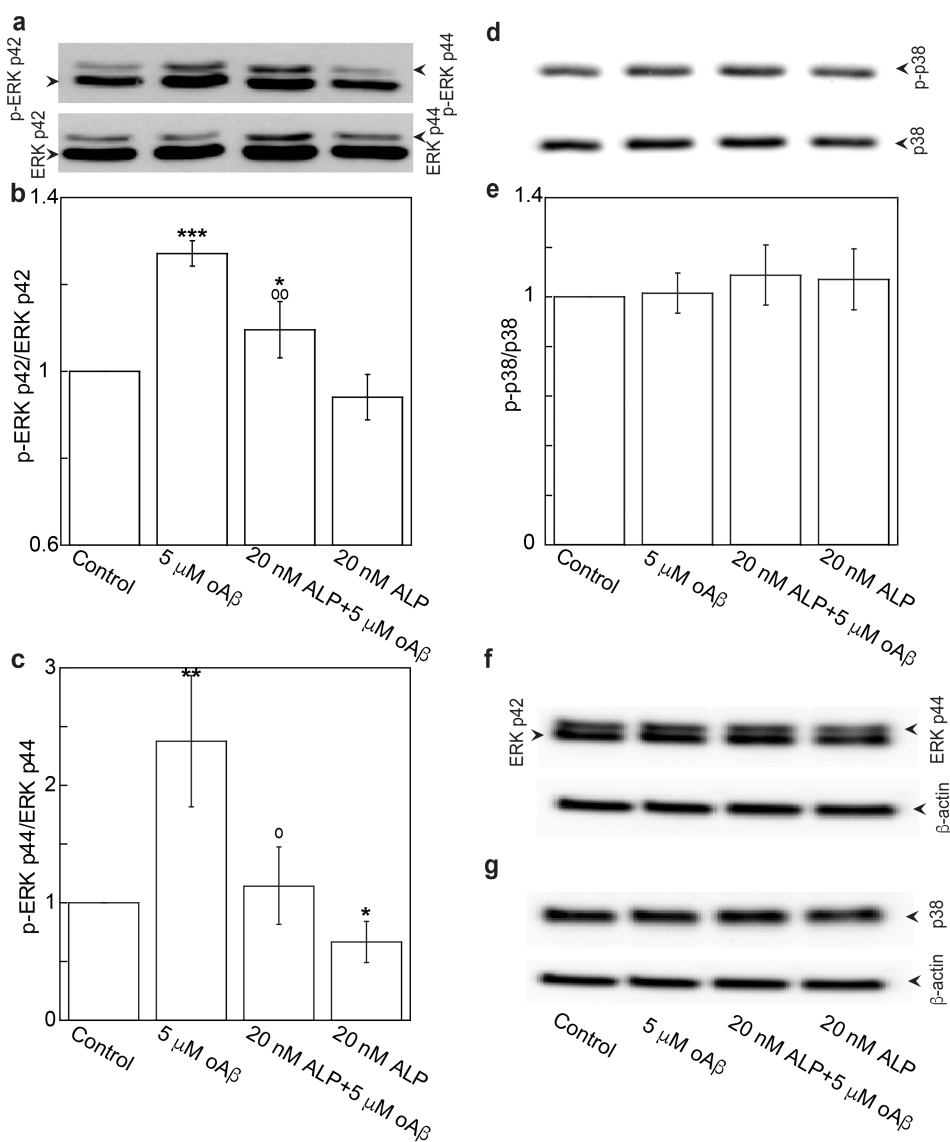 a
p-ERK p42
p-ERK p44
ERK p42
ERK p44
b
1.4
1
0.6
p-ERK p42/ERK p42
***
*
oo
Control
5 μM oAβ
20 nM ALP+5 μM oAβ
20 nM ALP
c
3
2
1
0
p-ERK p44/ERK p44
**
o
*
Control
5 μM oAβ
20 nM ALP+5 μM oAβ
20 nM ALP
d
p-p38
p38
e
1.4
1
0
p-p38/p38
Control
5 μM oAβ
20 nM ALP+5 μM oAβ
20 nM ALP
f
ERK p42
ERK p44
β-actin
g
p38
β-actin
Control
5 μM oAβ
20 nM ALP+5 μM oAβ
20 nM ALP